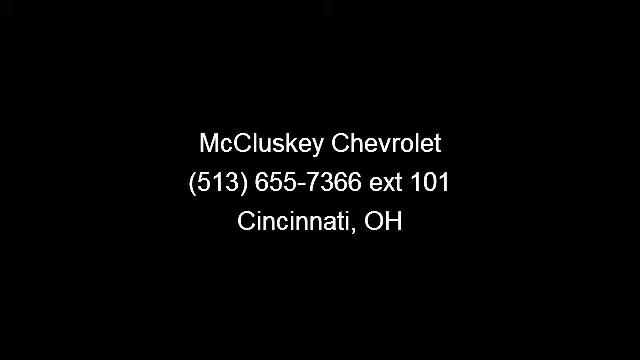 McCluskey Chevrolet
(513) 655-7366 ext 101
Cincinnati, OH